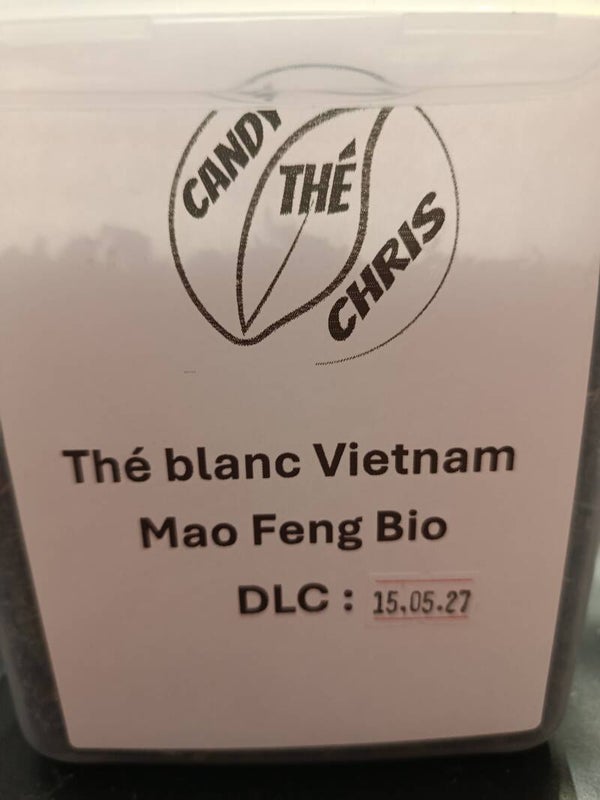 CANDY
THÉ
CHRIS
Thé blanc Vietnam
Mao Feng Bio
DLC : 15.05.27